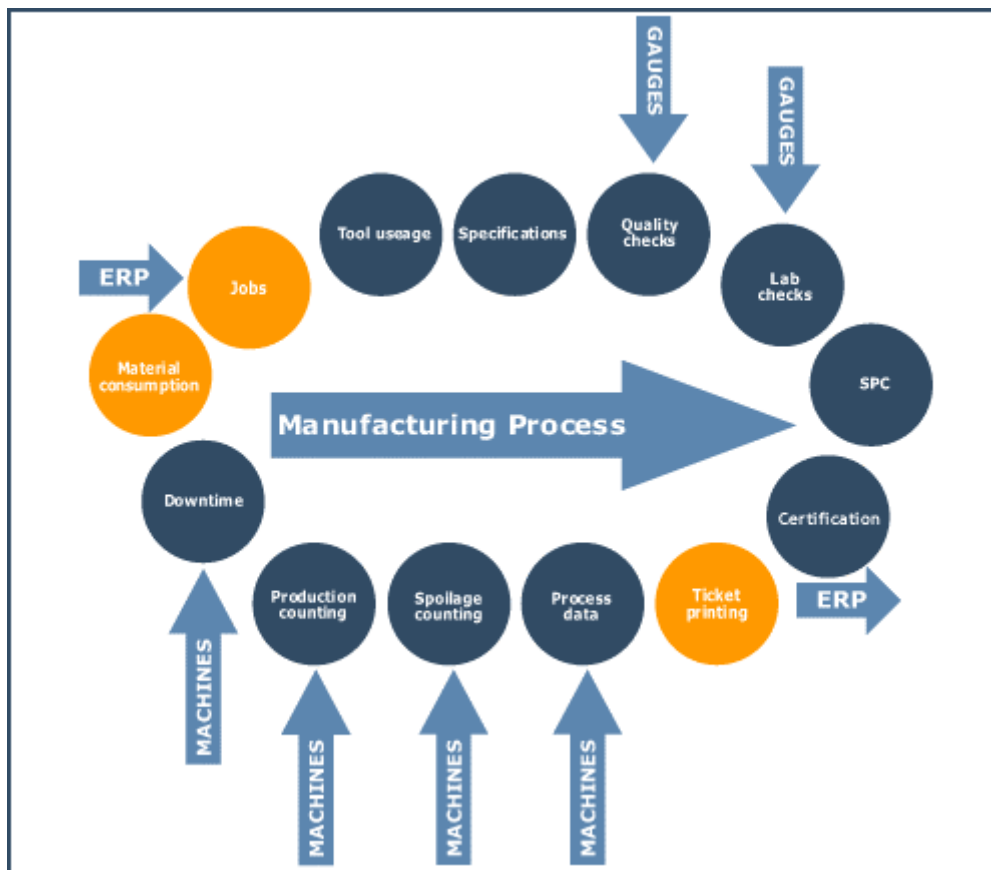 GAUGES
GAUGES
Tool useage
Specifications
Quality
checks
Lab
checks
ERP
Jobs
Material
consumption
SPC
Manufacturing Process
Downtime
Certification
Production
counting
Spoilage
counting
Process
data
Ticket
printing
ERP
MACHINES
MACHINES
MACHINES
MACHINES